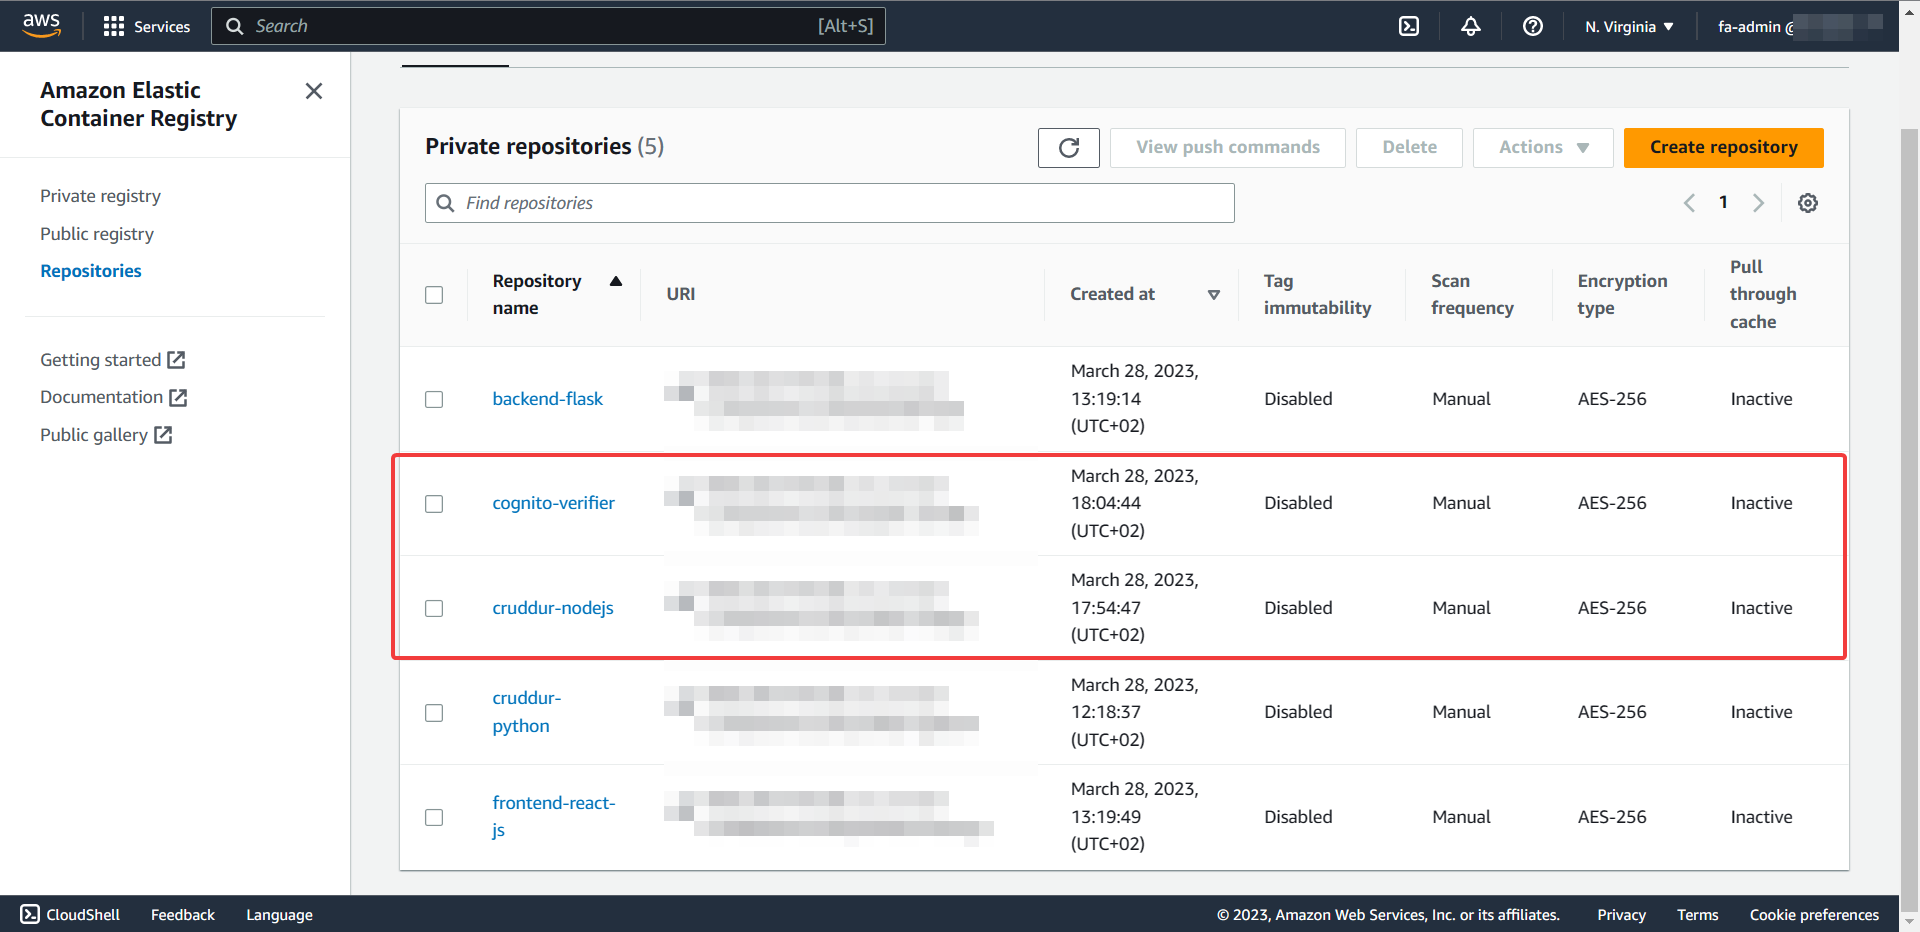 aws
Services
Search
[Alt+S]
N. Virginia
fa-admin @
Amazon Elastic
Container Registry
Private registry
Public registry
Repositories
Getting started
Documentation
Public gallery
Private repositories (5)
View push commands
Delete
Actions
Create repository
Find repositories
1
Repository
name
URI
Created at
Tag
immutability
Scan
frequency
Encryption
type
Pull
through
cache
backend-flask
March 28, 2023,
13:19:14
(UTC+02)
Disabled
Manual
AES-256
Inactive
cognito-verifier
March 28, 2023,
18:04:44
(UTC+02)
Disabled
Manual
AES-256
Inactive
cruddur-nodejs
March 28, 2023,
17:54:47
(UTC+02)
Disabled
Manual
AES-256
Inactive
cruddur-
python
March 28, 2023,
12:18:37
(UTC+02)
Disabled
Manual
AES-256
Inactive
frontend-react-
js
March 28, 2023,
13:19:49
(UTC+02)
Disabled
Manual
AES-256
Inactive
CloudShell
Feedback
Language
© 2023, Amazon Web Services, Inc. or its affiliates.
Privacy
Terms
Cookie preferences